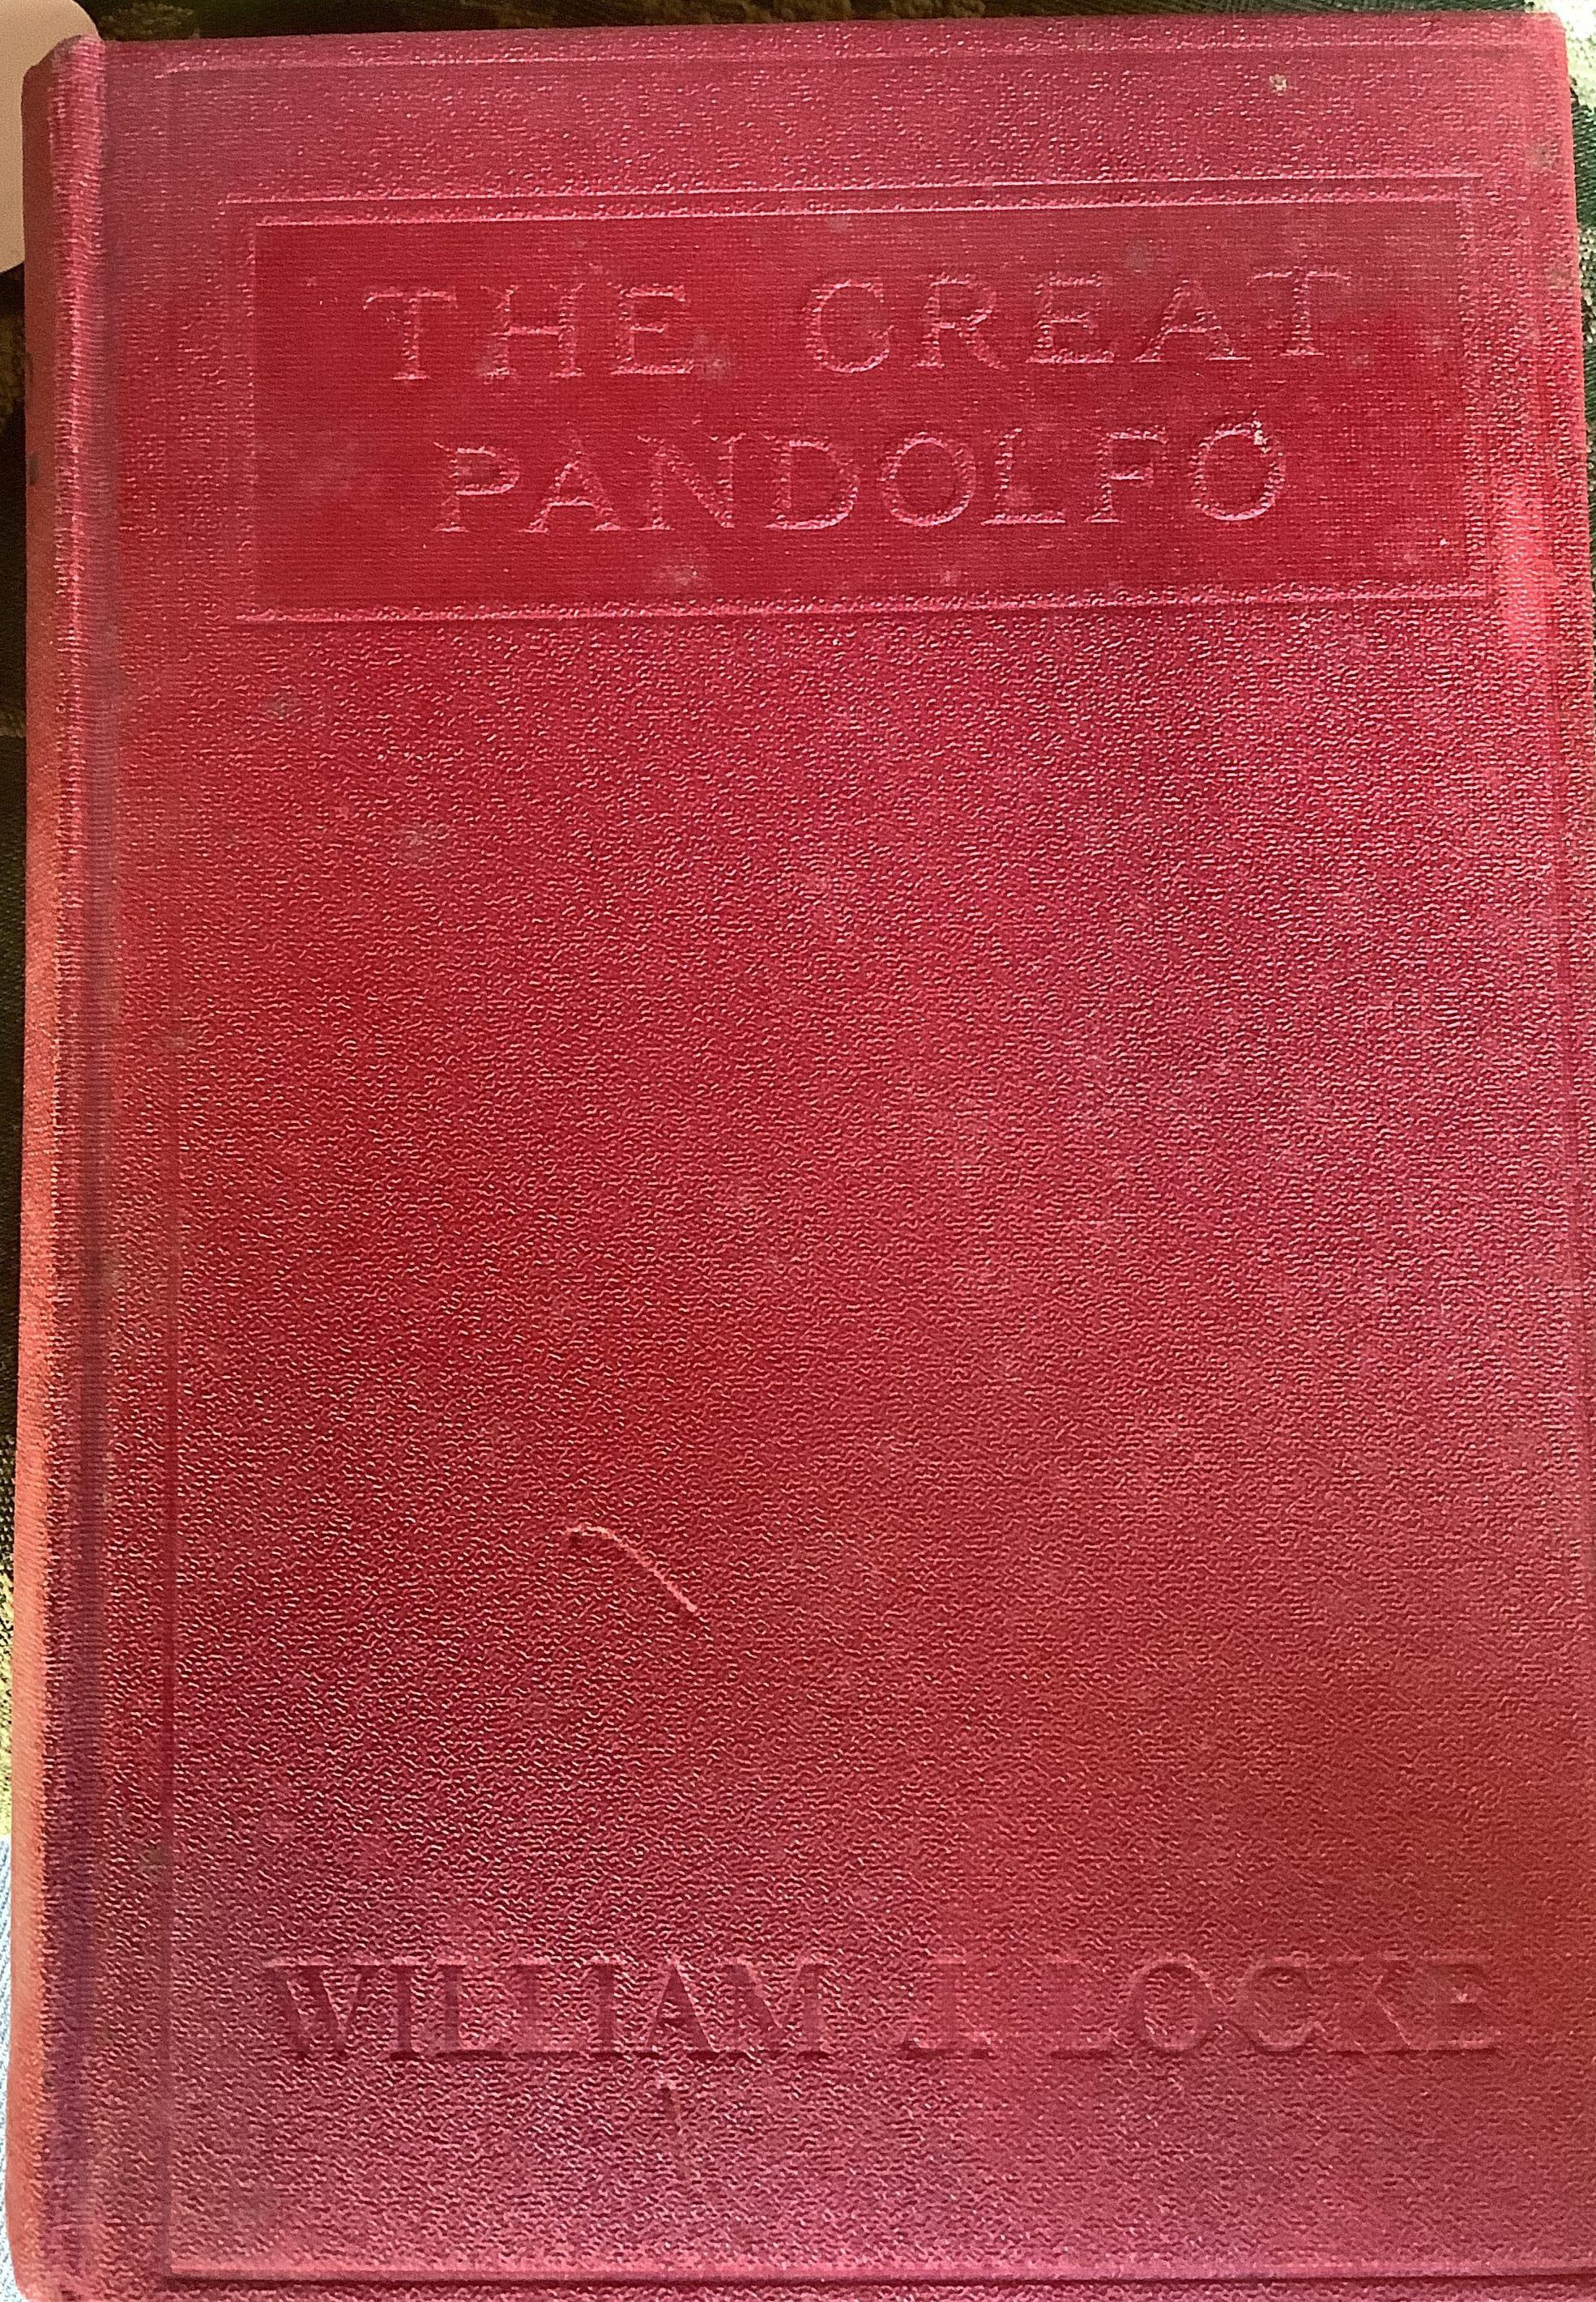 THE GREAT
PANDOLFO
WILLIAM J. LOCKE